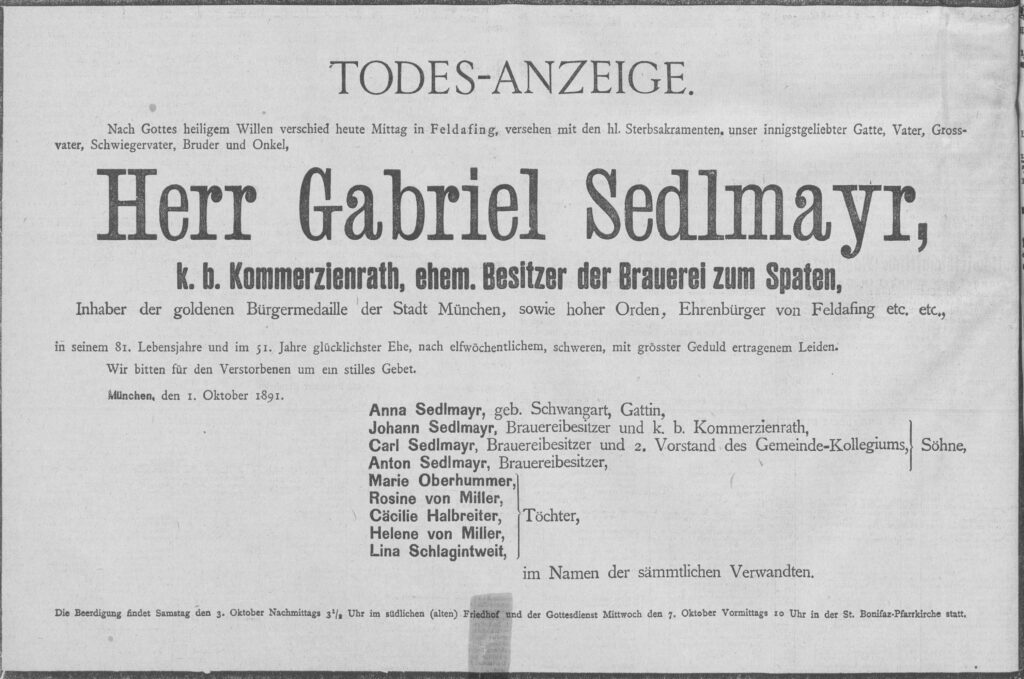 TODES-ANZEIGE.
Nach Gottes heiligem Willen verschied heute Mittag in Feldafing, versehen mit den hl. Sterbsakramenten, unser innigstgeliebter Gatte, Vater, Gross-
vater, Schwiegervater, Bruder und Onkel,
Herr Gabriel Sedlmayr,
k. b. Kommerzienrath, ehem. Besitzer der Brauerei zum Spaten,
Inhaber der goldenen Bürgermedaille der Stadt München, sowie hoher Orden, Ehrenbürger von Feldafing etc. etc.,
in seinem 81. Lebensjahre und im 51. Jahre glücklichster Ehe, nach elfwöchentlichem, schweren, mit grösster Geduld ertragenem Leiden.
Wir bitten für den Verstorbenen um ein stilles Gebet.
München, den 1. Oktober 1891.
Anna Sedlmayr, geb. Schwangart, Gattin,
Johann Sedlmayr, Brauereibesitzer und k. b. Kommerzienrath,
Carl Sedlmayr, Brauereibesitzer und 2. Vorstand des Gemeinde-Kollegiums, Söhne,
Anton Sedlmayr, Brauereibesitzer,
Marie Oberhummer,
Rosine von Miller,
Cäcilie Halbreiter, Töchter,
Helene von Miller,
Lina Schlagintweit,
im Namen der sämmtlichen Verwandten.
Die Beerdigung findet Samstag den 3. Oktober Nachmittags 3½ Uhr im südlichen (alten) Friedhof und der Gottesdienst Mittwoch den 7. Oktober Vormittags 10 Uhr in der St. Bonifaz-Pfarrkirche statt.